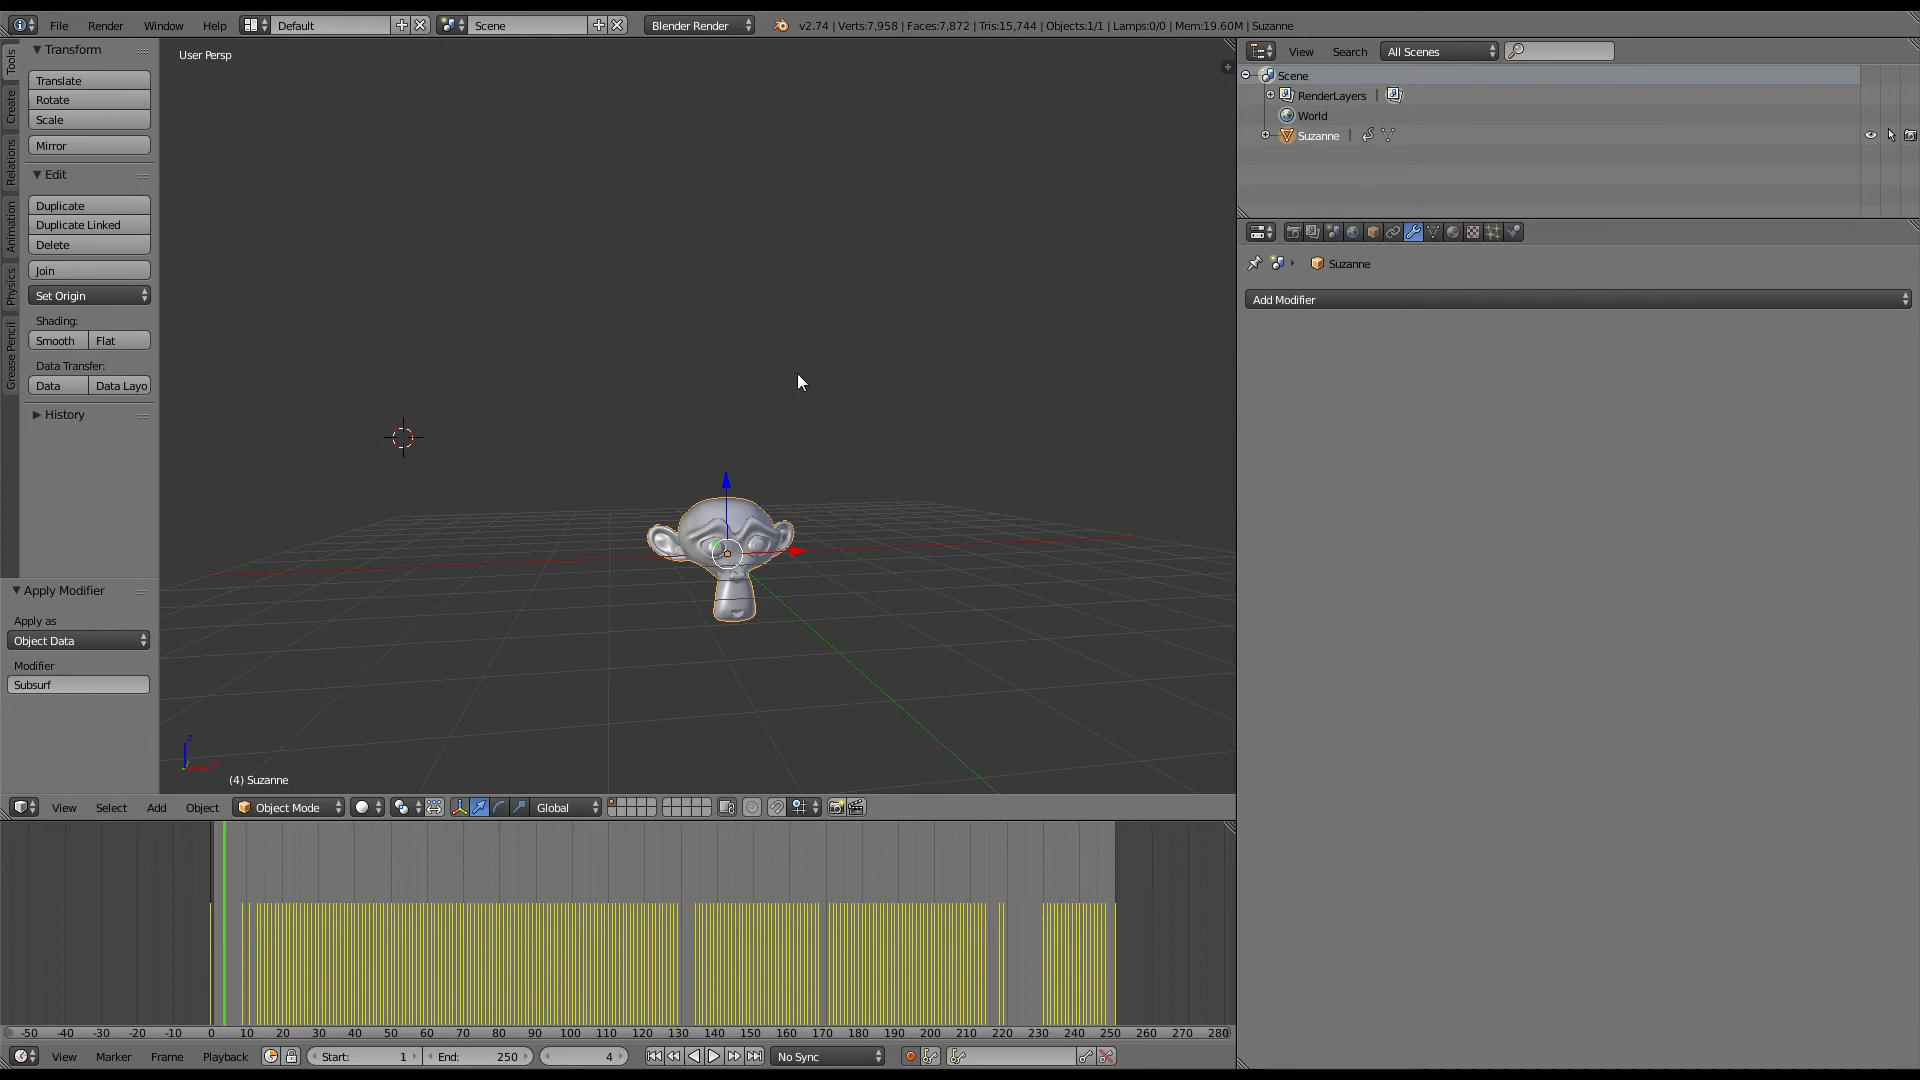 File Render Window Help Default Scene Blender Render v2.74 | Verts:7,958 | Faces:7,872 | Tris:15,744 | Objects:1/1 | Lamps:0/0 | Mem:19.60M | Suzanne
Tools
Create
Relations
Animation
Physics
Grease Pencil
Transform
Translate
Rotate
Scale
Mirror
Edit
Duplicate
Duplicate Linked
Delete
Join
Set Origin
Shading:
Smooth Flat
Data Transfer:
Data Data Layo
History
Apply Modifier
Apply as
Object Data
Modifier
Subsurf
User Persp
z
x
(4) Suzanne
View Select Add Object Object Mode Global
View Search All Scenes
Scene
RenderLayers |
World
Suzanne |
Suzanne
Add Modifier
-50 -40 -30 -20 -10 0 10 20 30 40 50 60 70 80 90 100 110 120 130 140 150 160 170 180 190 200 210 220 230 240 250 260 270 280
View Marker Frame Playback Start: 1 End: 250 4 No Sync